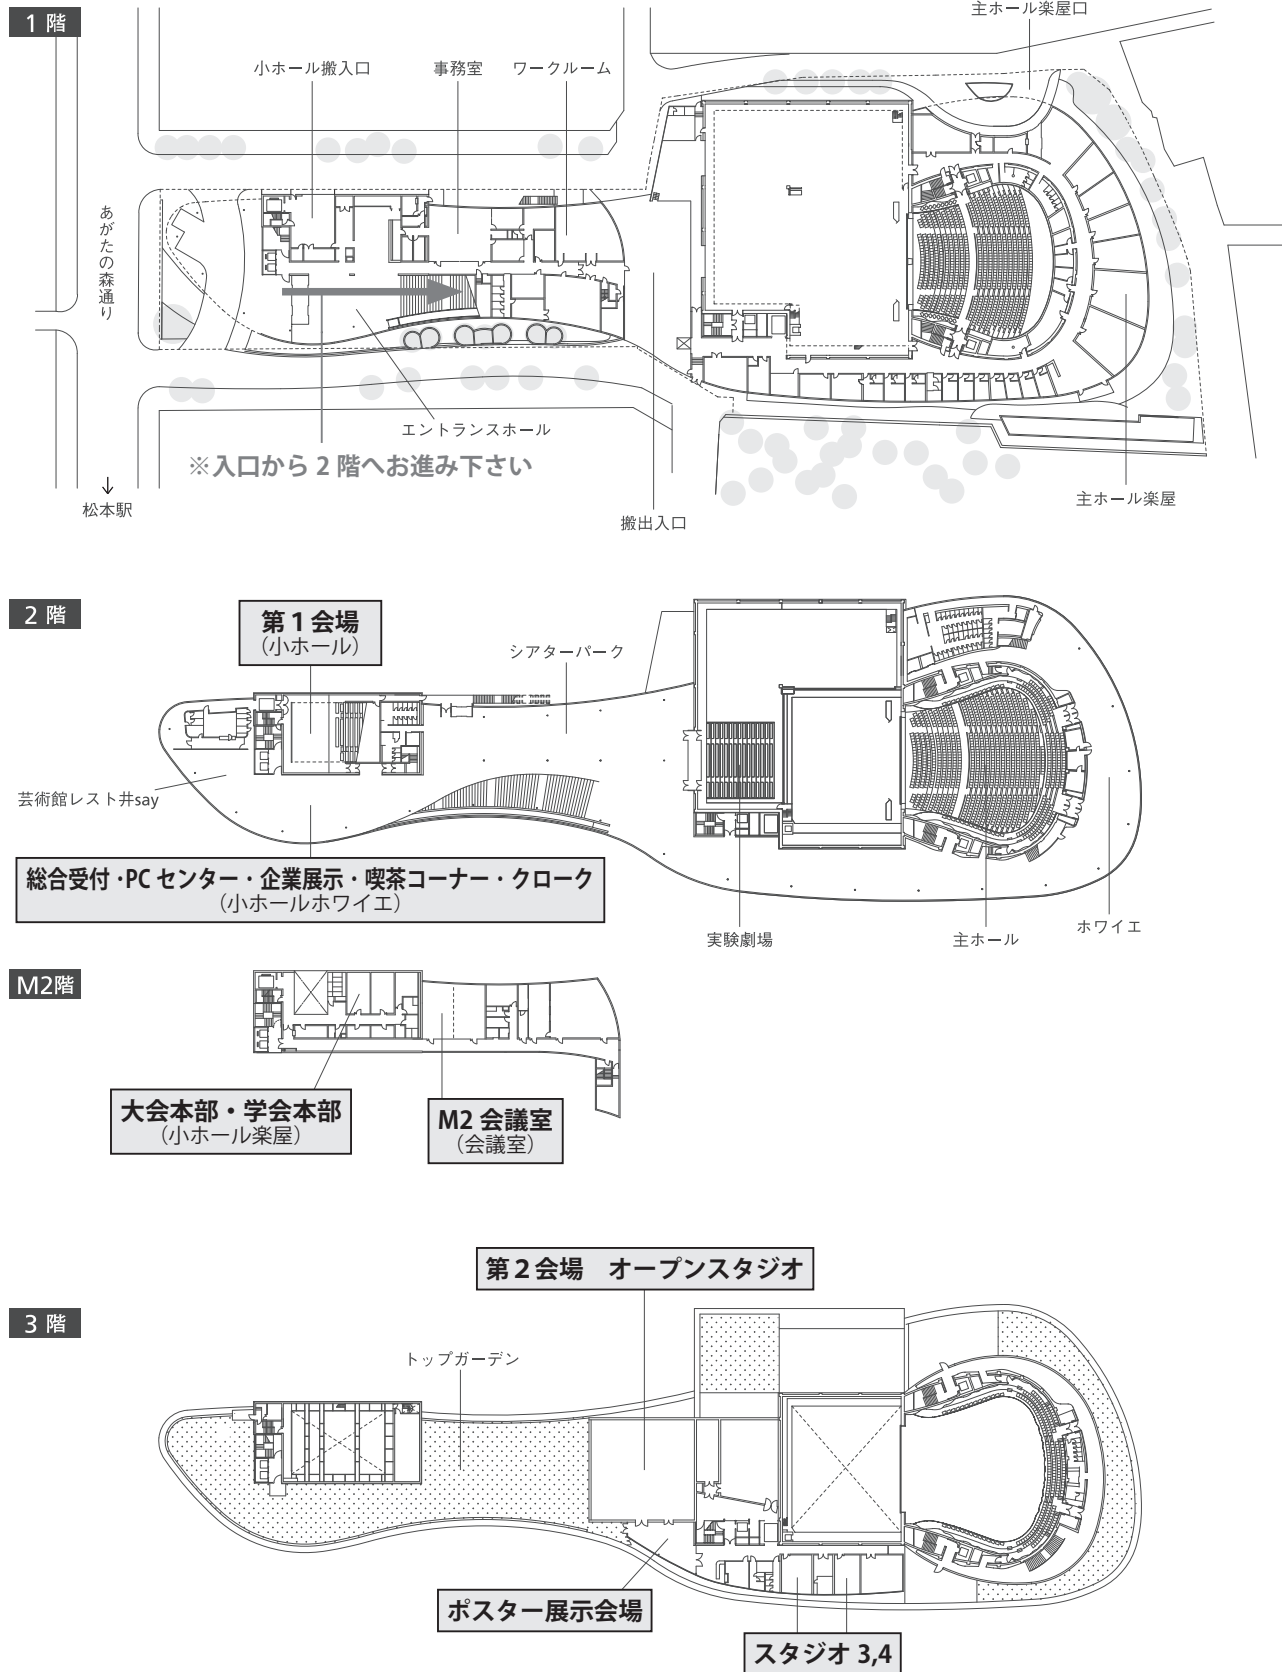 1 階
主ホール楽屋口
小ホール搬入口
事務室
ワークルーム
あがたの森通り
エントランスホール
※入口から 2 階へお進み下さい
↓
松本駅
搬出入口
主ホール楽屋
2 階
第 1 会場
(小ホール)
シアターパーク
芸術館レスト井say
総合受付・PC センター・企業展示・喫茶コーナー・クローク
(小ホールホワイエ)
実験劇場
主ホール
ホワイエ
M2階
大会本部・学会本部
(小ホール楽屋)
M2 会議室
(会議室)
第 2 会場 オープンスタジオ
3 階
トップガーデン
ポスター展示会場
スタジオ 3,4